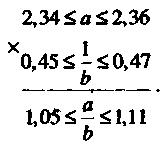 2,34 ≤ a ≤ 2,36
×
0,45 ≤ 1/b ≤ 0,47
1,05 ≤ a/b ≤ 1,11.